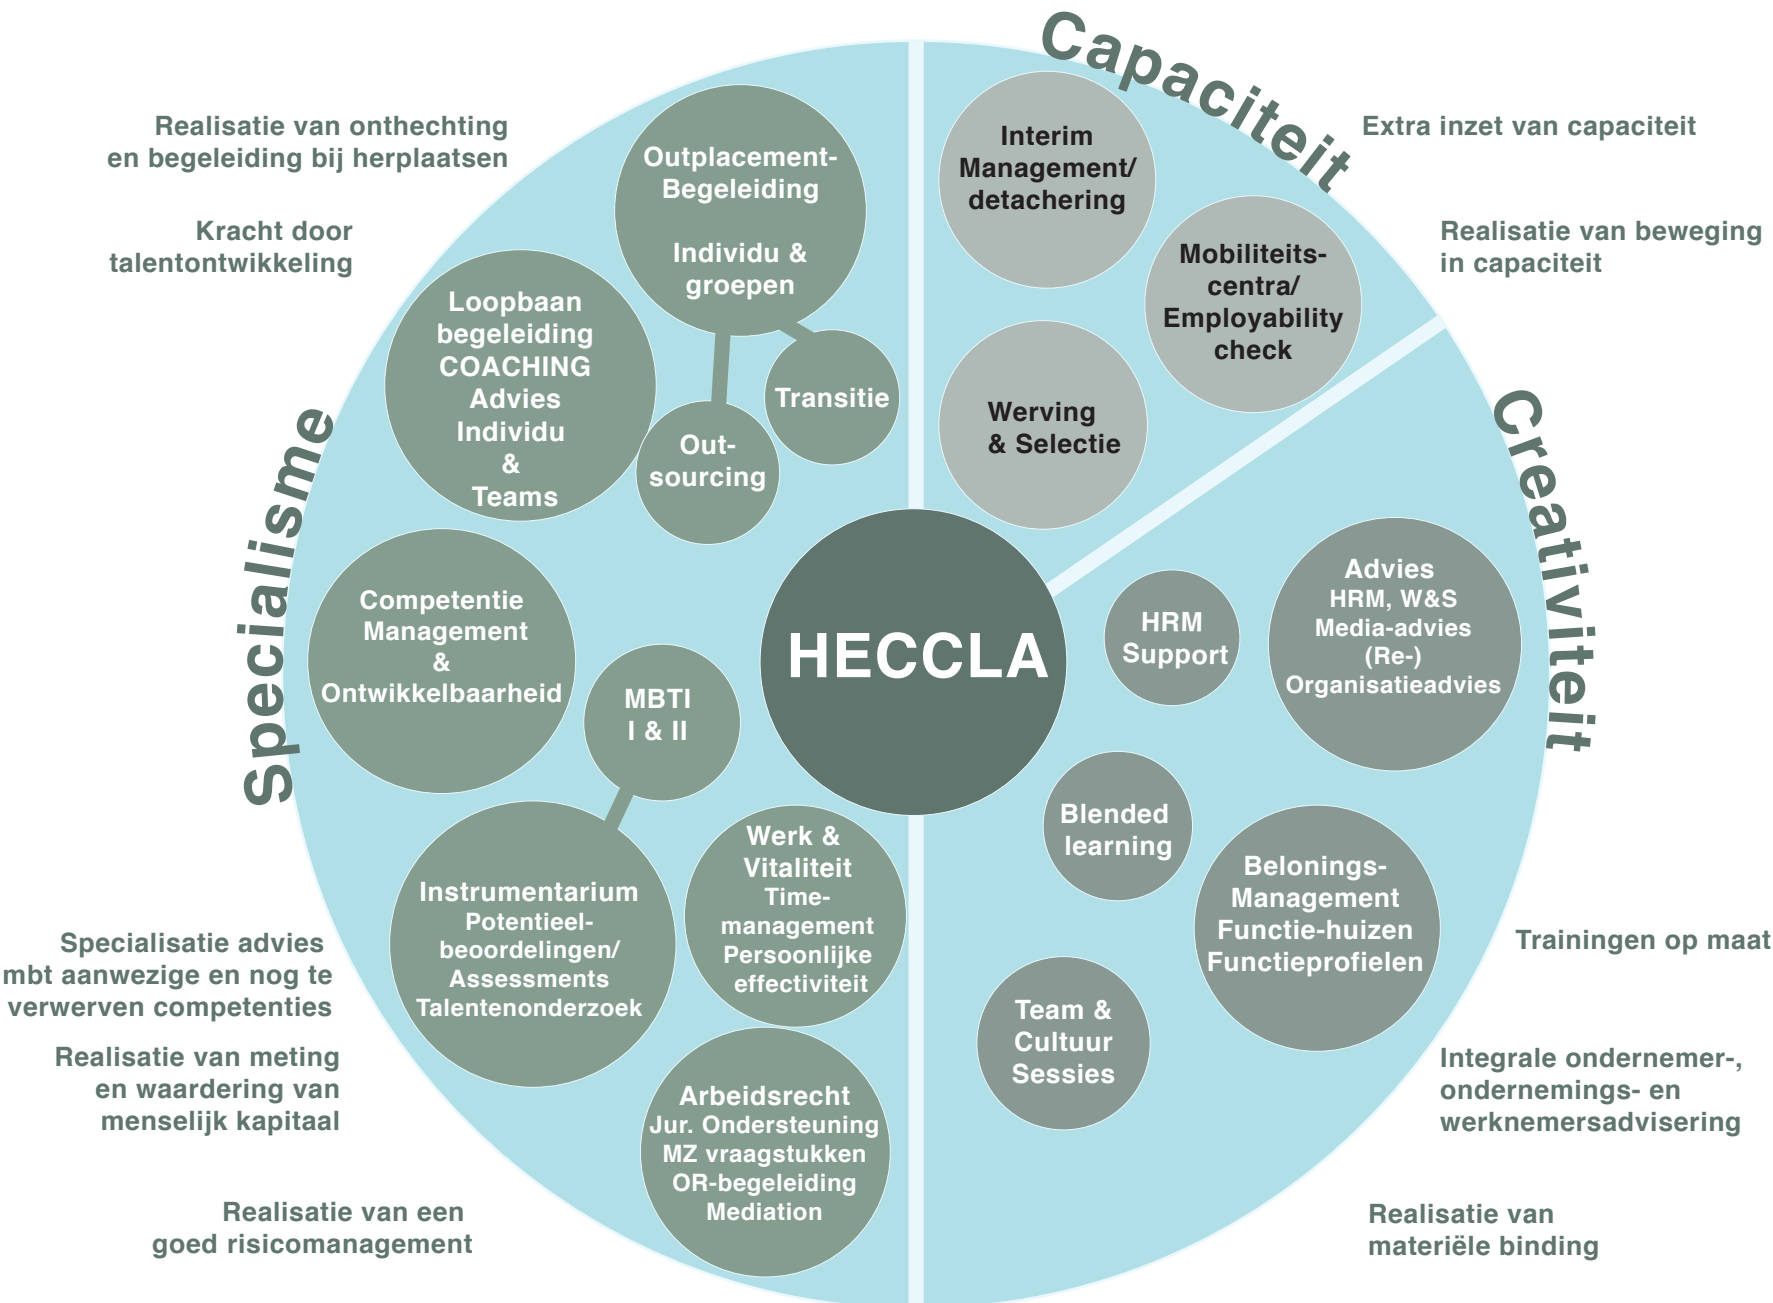 Capaciteit
Realisatie van onthechting
en begeleiding bij herplaatsen
Kracht door
talentontwikkeling
Outplacement-
Begeleiding
Individu &
groepen
Loopbaan
begeleiding
COACHING
Advies
Individu
&
Teams
Transitie
Out-
sourcing
Interim
Management/
detachering
Mobiliteits-
centra/
Employability
check
Werving
& Selectie
Extra inzet van capaciteit
Realisatie van beweging
in capaciteit
Specialisme
Competentie
Management
&
Ontwikkelbaarheid
MBTI
I & II
HECCLA
HRM
Support
Advies
HRM, W&S
Media-advies
(Re-)
Organisatieadvies
Creativiteit
Instrumentarium
Potentieel-
beoordelingen/
Assessments
Talentenonderzoek
Werk &
Vitaliteit
Time-
management
Persoonlijke
effectiviteit
Blended
learning
Belonings-
Management
Functie-huizen
Functieprofielen
Team &
Cultuur
Sessies
Arbeidsrecht
Jur. Ondersteuning
MZ vraagstukken
OR-begeleiding
Mediation
Specialisatie advies
mbt aanwezige en nog te
verwerven competenties
Realisatie van meting
en waardering van
menselijk kapitaal
Realisatie van een
goed risicomanagement
Trainingen op maat
Integrale ondernemer-,
ondernemings- en
werknemersadvisering
Realisatie van
materiële binding